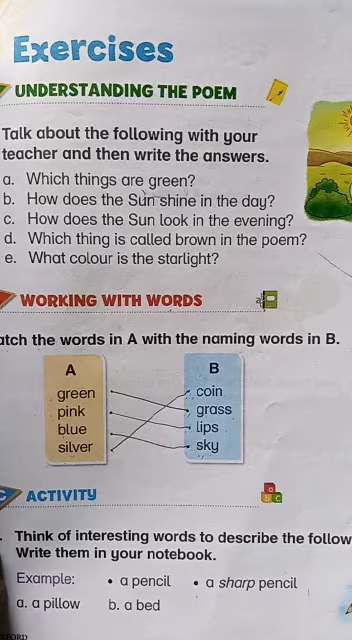 Exercises
UNDERSTANDING THE POEM
Talk about the following with your
teacher and then write the answers.
a. Which things are green?
b. How does the Sun shine in the day?
c. How does the Sun look in the evening?
d. Which thing is called brown in the poem?
e. What colour is the starlight?
WORKING WITH WORDS
atch the words in A with the naming words in B.
A B
green coin
pink grass
blue lips
silver sky
C ACTIVITY
a
b c
. Think of interesting words to describe the follow
Write them in your notebook.
Example: • a pencil • a sharp pencil
a. a pillow b. a bed
XFORD